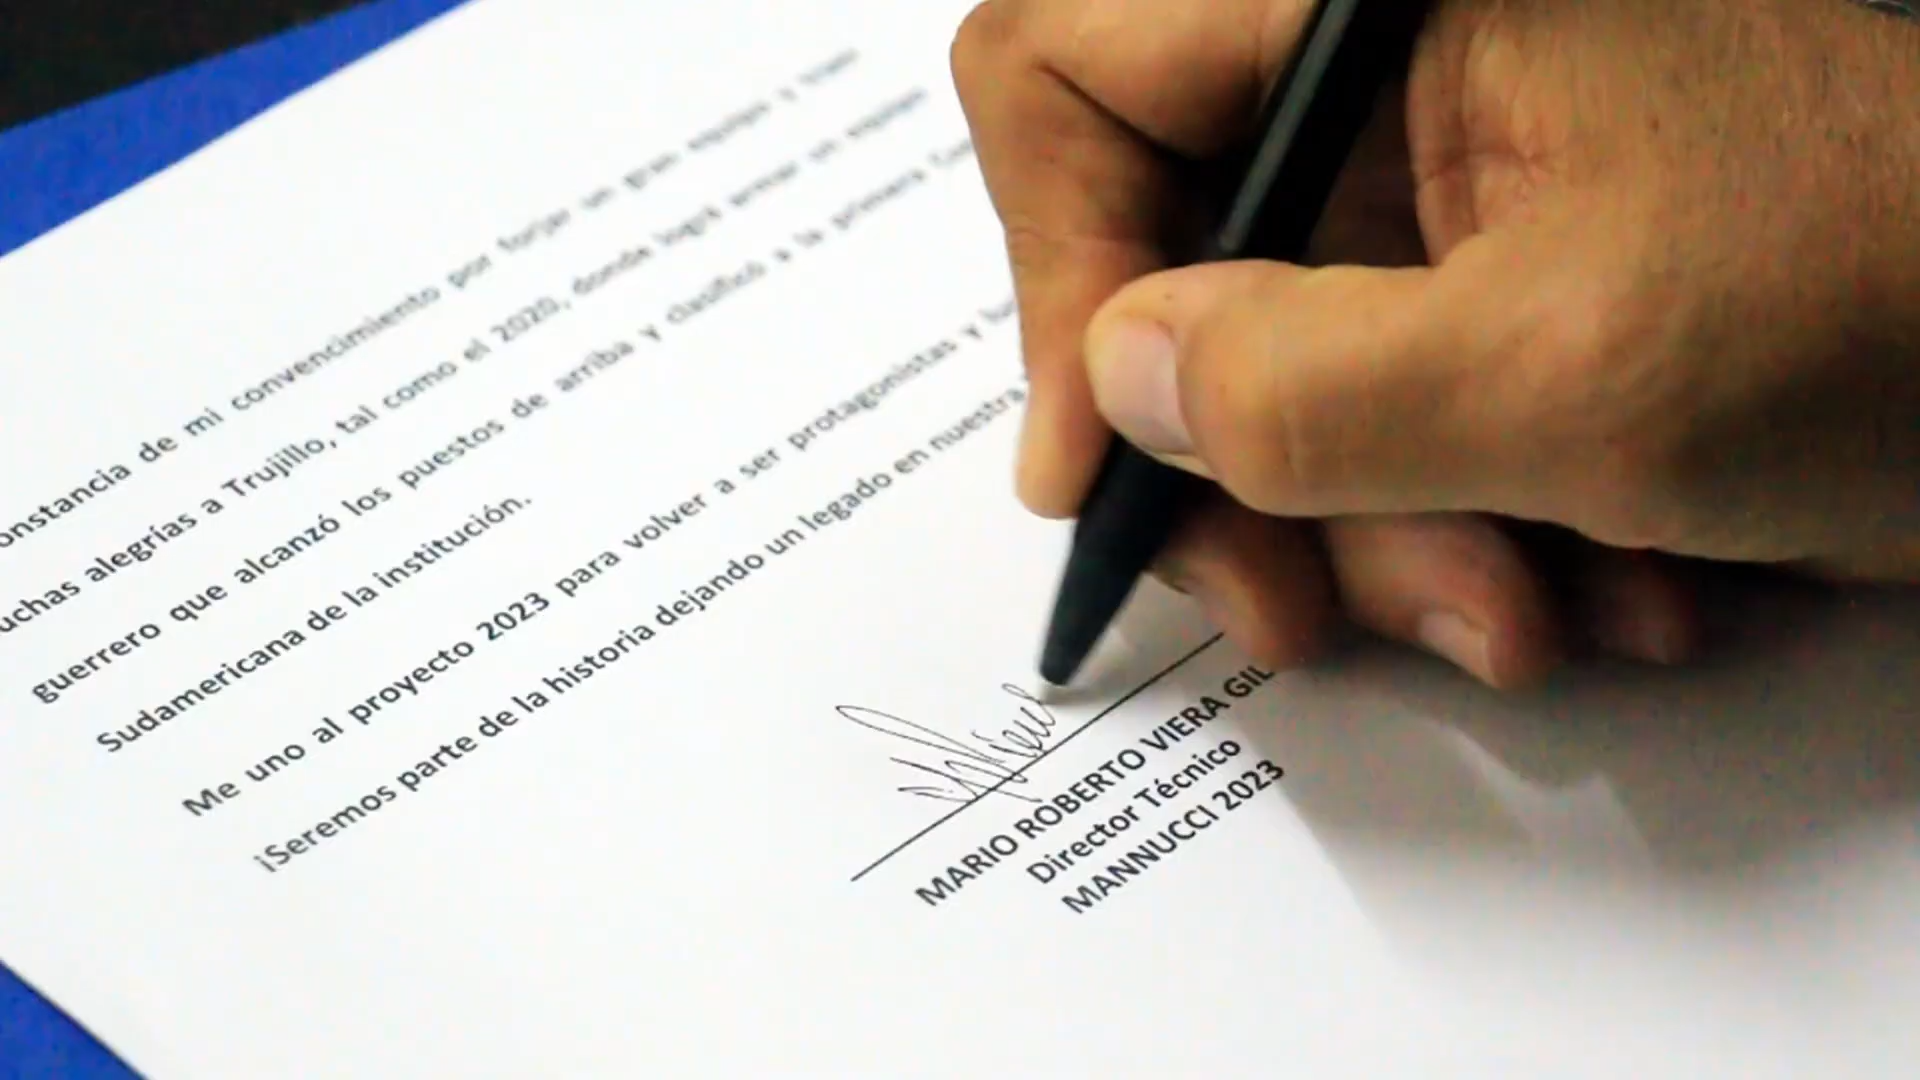 onstancia de mi convencimiento por forjar un gran equipo y traer
uchas alegrías a Trujillo, tal como el 2020, donde logré armar un equipo
guerrero que alcanzó los puestos de arriba y clasificó a la primera
Sudamericana de la institución.
Me uno al proyecto 2023 para volver a ser protagonistas y
¡Seremos parte de la historia dejando un legado en nuestra
MARIO ROBERTO VIERA GIL
Director Técnico
MANNUCCI 2023